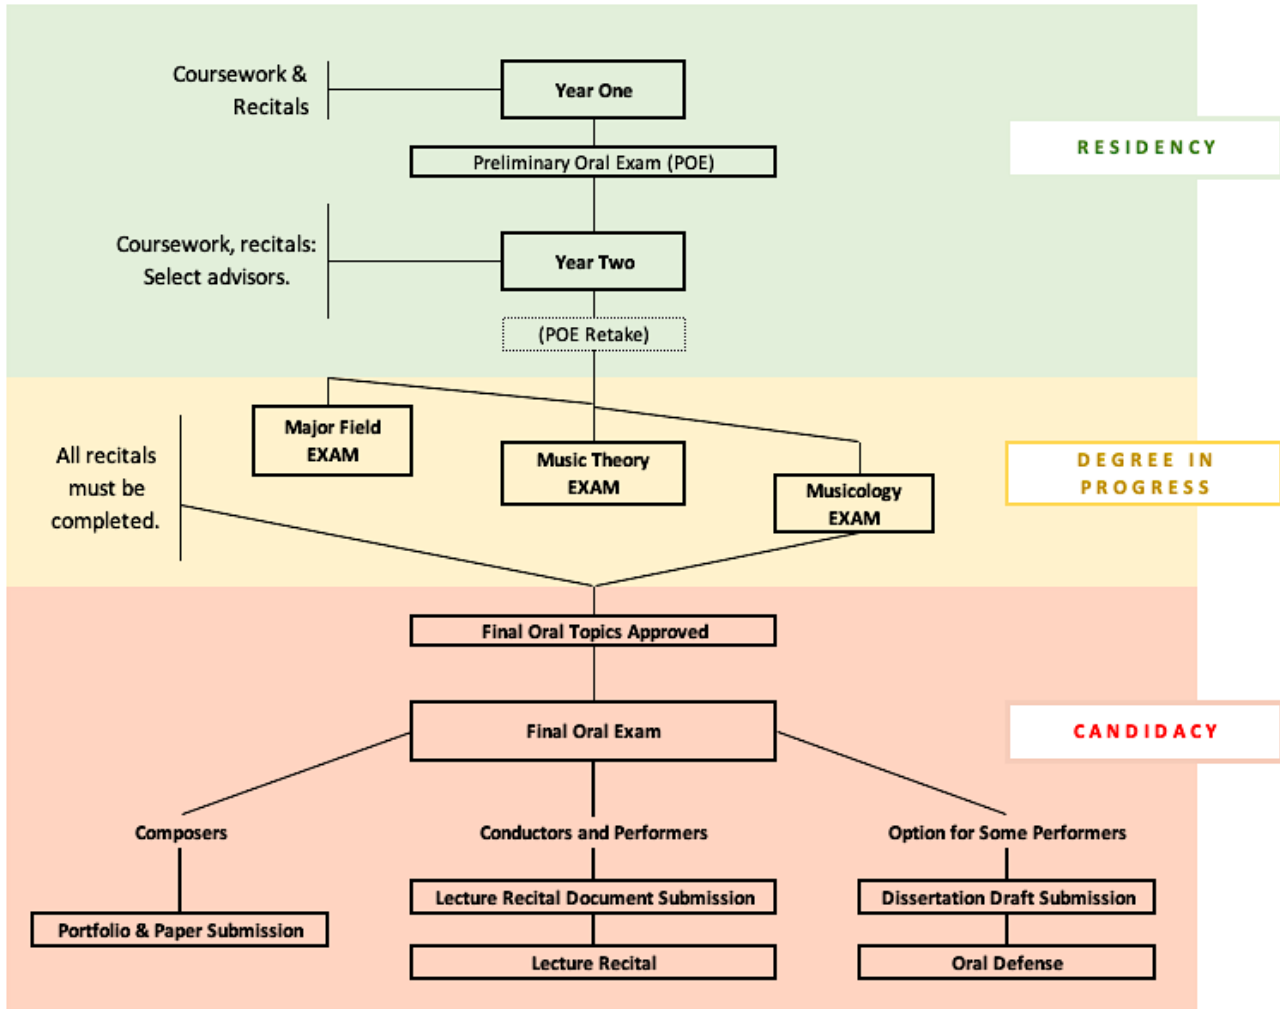 Coursework &
Recitals
Year One
RESIDENCY
Preliminary Oral Exam (POE)
Coursework, recitals:
Select advisors.
Year Two
(POE Retake)
Major Field
EXAM
Music Theory
EXAM
Musicology
EXAM
All recitals
must be
completed.
DEGREE IN
PROGRESS
Final Oral Topics Approved
Final Oral Exam
CANDIDACY
Composers
Portfolio & Paper Submission
Conductors and Performers
Lecture Recital Document Submission
Lecture Recital
Option for Some Performers
Dissertation Draft Submission
Oral Defense